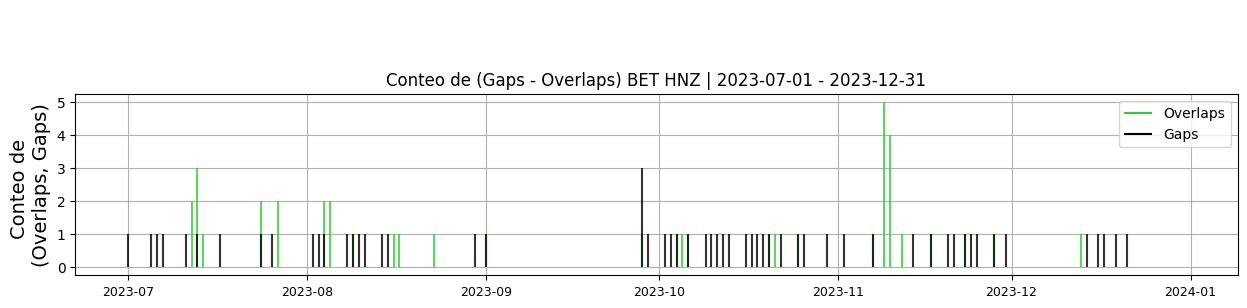 Conteo de (Gaps - Overlaps) BET HNZ | 2023-07-01 - 2023-12-31
Conteo de
(Overlaps, Gaps)
5
4
3
2
1
0
Overlaps
Gaps
2023-07
2023-08
2023-09
2023-10
2023-11
2023-12
2024-01